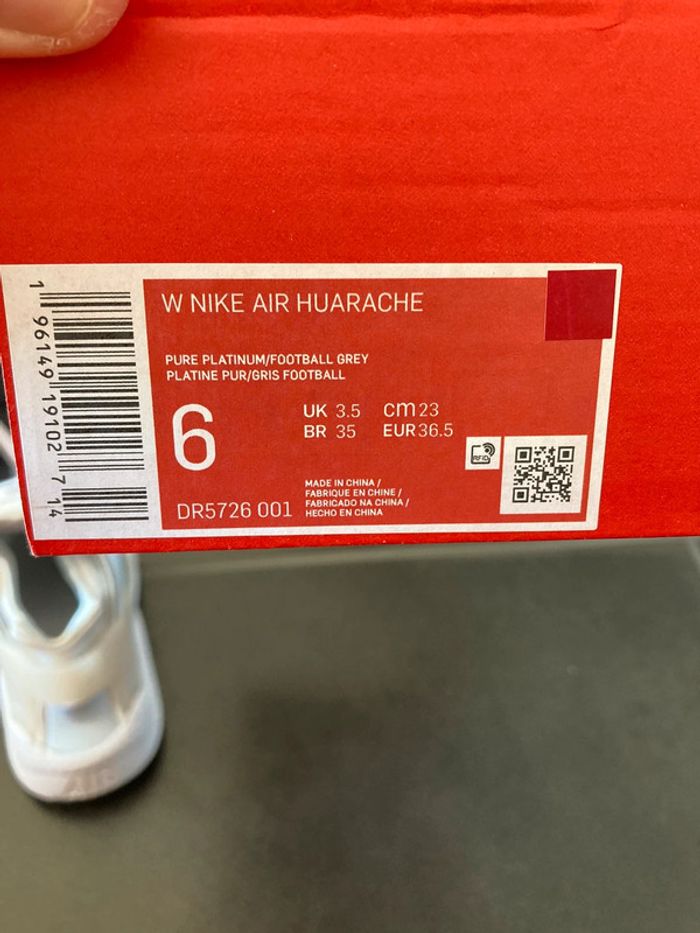 W NIKE AIR HUARACHE
PURE PLATINUM/FOOTBALL GREY
PLATINE PUR/GRIS FOOTBALL
6
UK 3.5 cm 23
BR 35 EUR 36.5
RFID
DR5726 001
MADE IN CHINA /
FABRIQUE EN CHINE /
FABRICADO NA CHINA /
HECHO EN CHINA
1 96149 19102 7 14
AIR